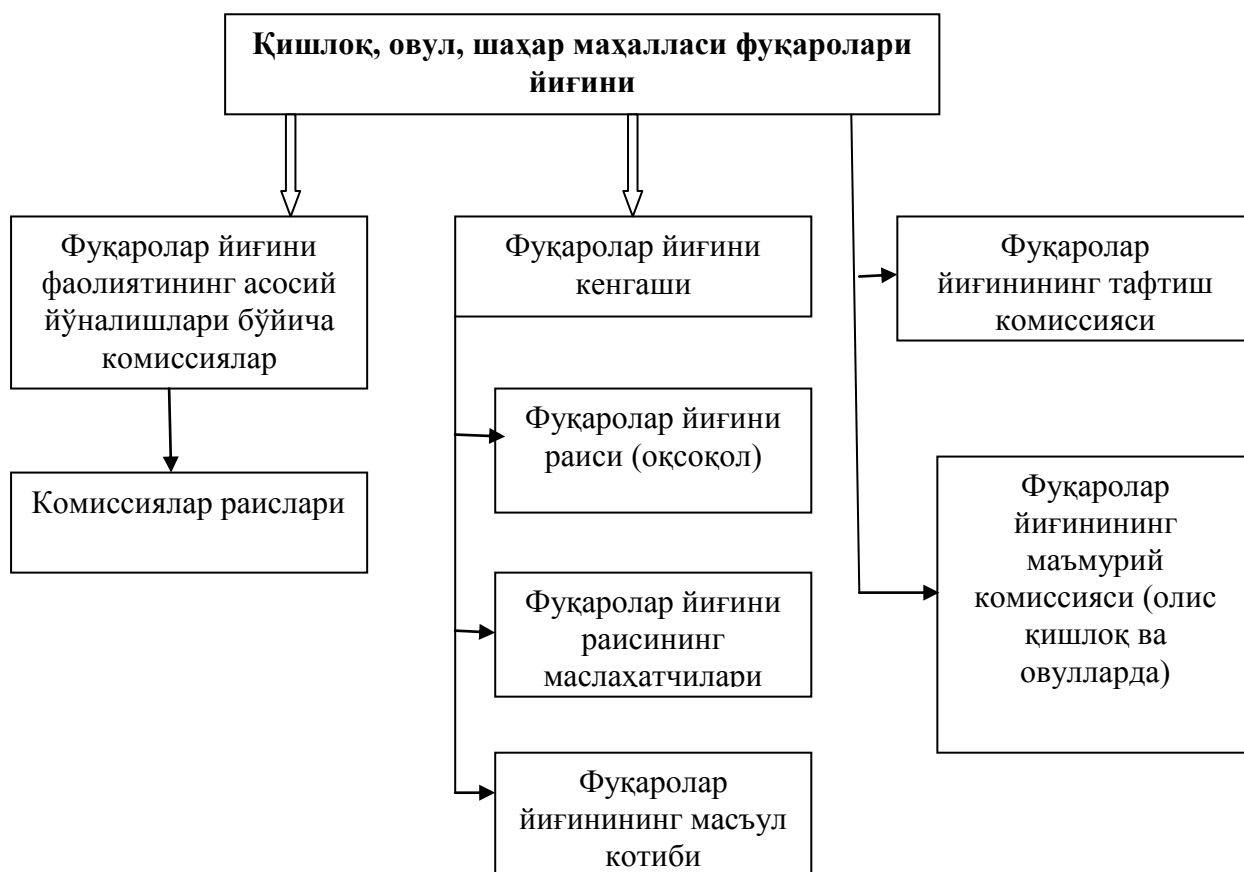 Қишлоқ, овул, шаҳар маҳалласи фуқаролари
йиғини
Фуқаролар йиғини
фаолиятининг асосий
йўналишлари бўйича
комиссиялар
Комиссиялар раислари
Фуқаролар йиғини
кенгаши
Фуқаролар йиғини
раиси (оқсоқол)
Фуқаролар йиғини
раисининг
маслаҳатчилари
Фуқаролар
йиғинининг масъул
котиби
Фуқаролар
йиғинининг тафтиш
комиссияси
Фуқаролар
йиғинининг
маъмурий
комиссияси (олис
қишлоқ ва
овулларда)